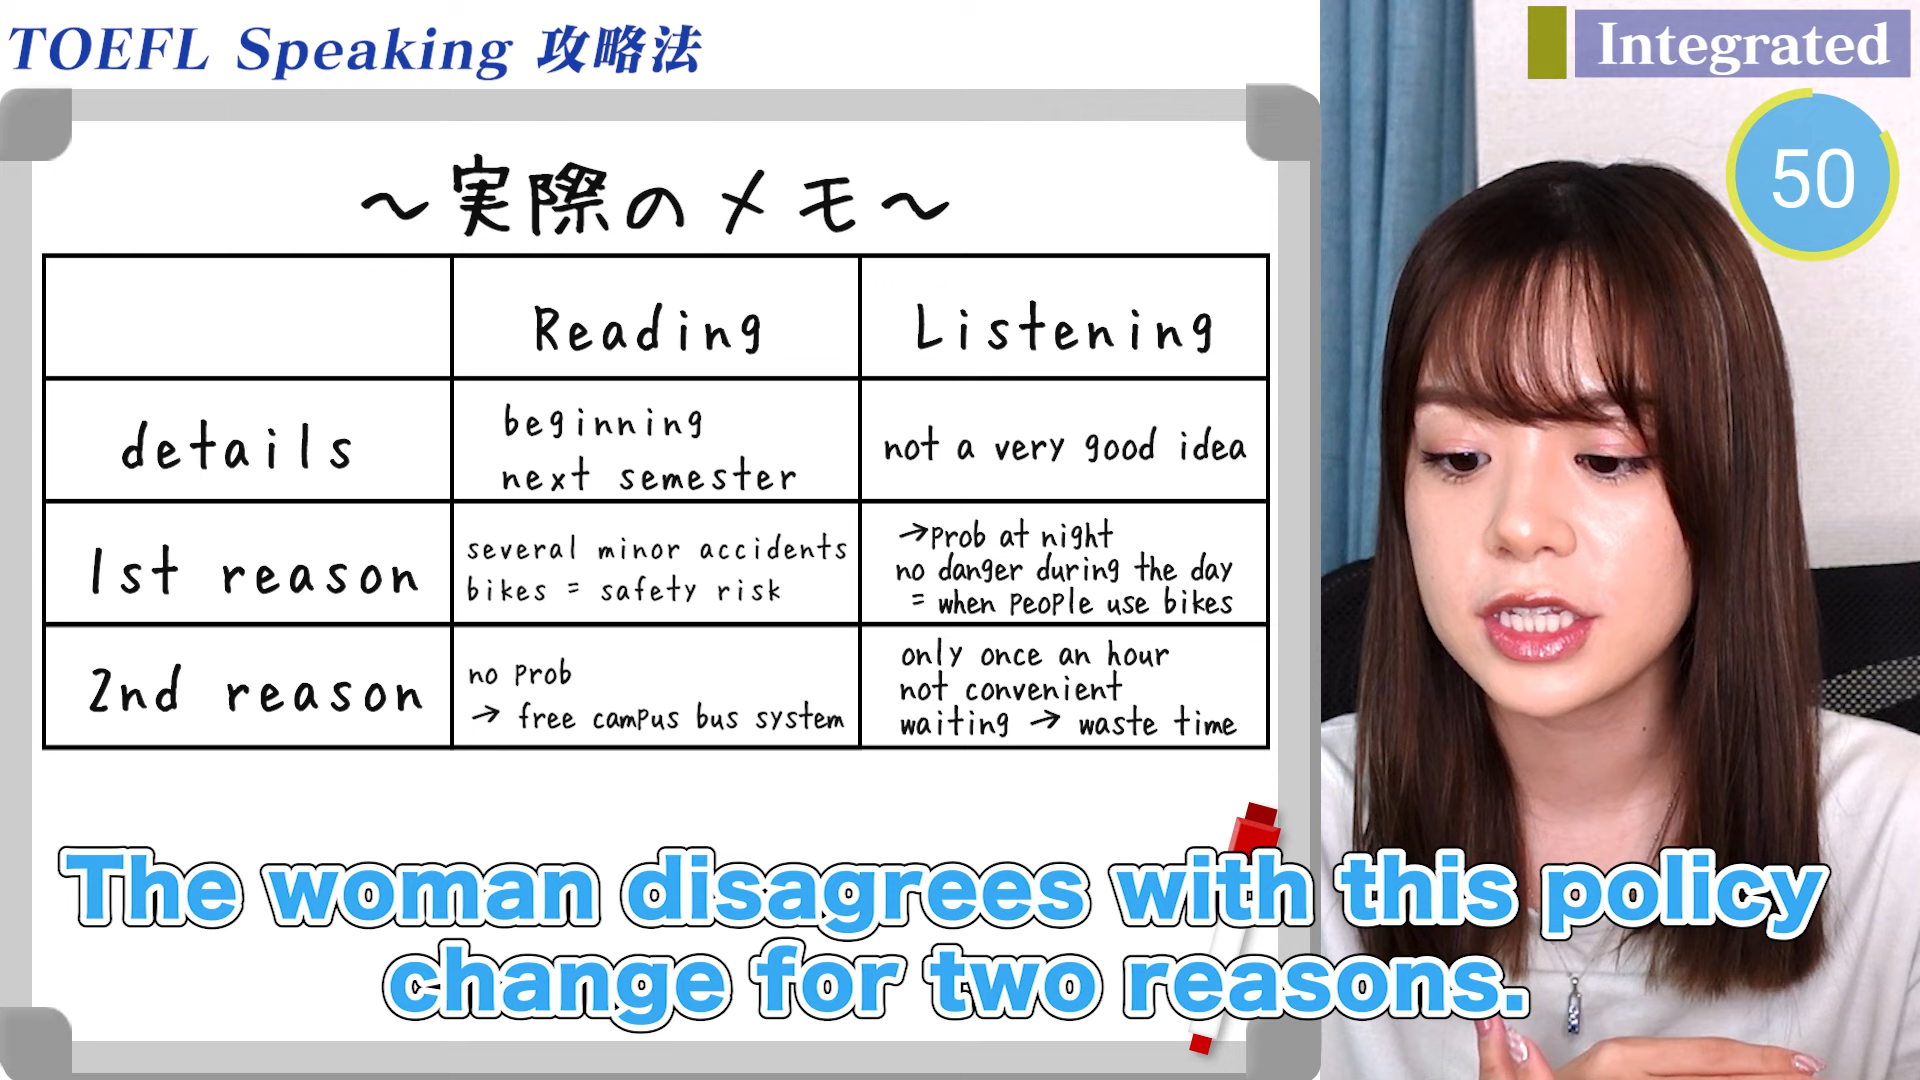 TOEFL Speaking 攻略法
Integrated
50
〜実際のメモ〜
Reading
Listening
details
beginning
next semester
not a very good idea
1st reason
several minor accidents
bikes = safety risk
→prob at night
no danger during the day
= when people use bikes
2nd reason
no prob
→ free campus bus system
only once an hour
not convenient
waiting → waste time
The woman disagrees with this policy
change for two reasons.